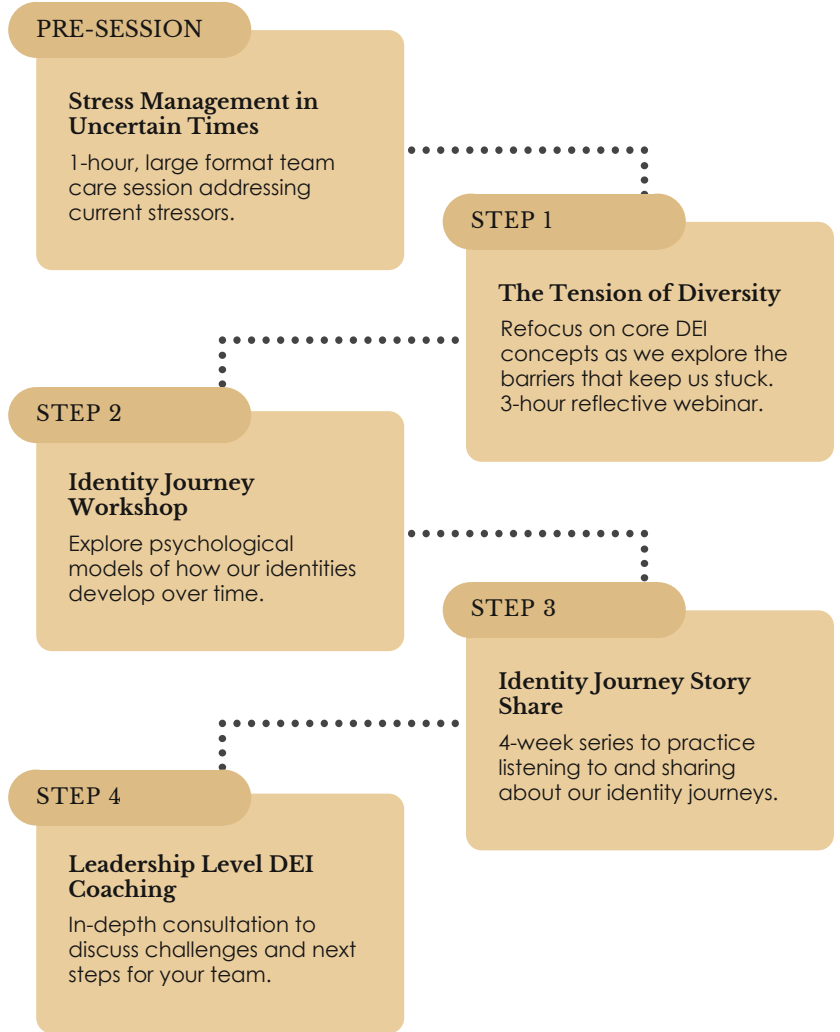 PRE-SESSION
Stress Management in
Uncertain Times
1-hour, large format team
care session addressing
current stressors.
STEP 1
The Tension of Diversity
Refocus on core DEI
concepts as we explore the
barriers that keep us stuck.
3-hour reflective webinar.
STEP 2
Identity Journey
Workshop
Explore psychological
models of how our identities
develop over time.
STEP 3
Identity Journey Story
Share
4-week series to practice
listening to and sharing
about our identity journeys.
STEP 4
Leadership Level DEI
Coaching
In-depth consultation to
discuss challenges and next
steps for your team.